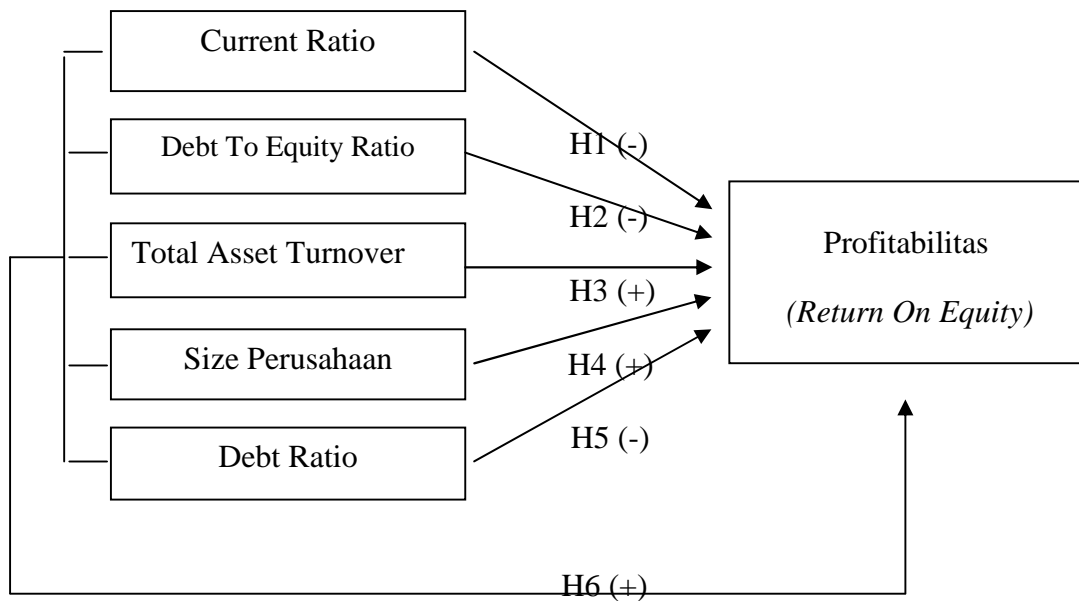 Current Ratio
Debt To Equity Ratio
Total Asset Turnover
Size Perusahaan
Debt Ratio
H1 (-)
H2 (-)
H3 (+)
H4 (+)
H5 (-)
H6 (+)
Profitabilitas
(Return On Equity)